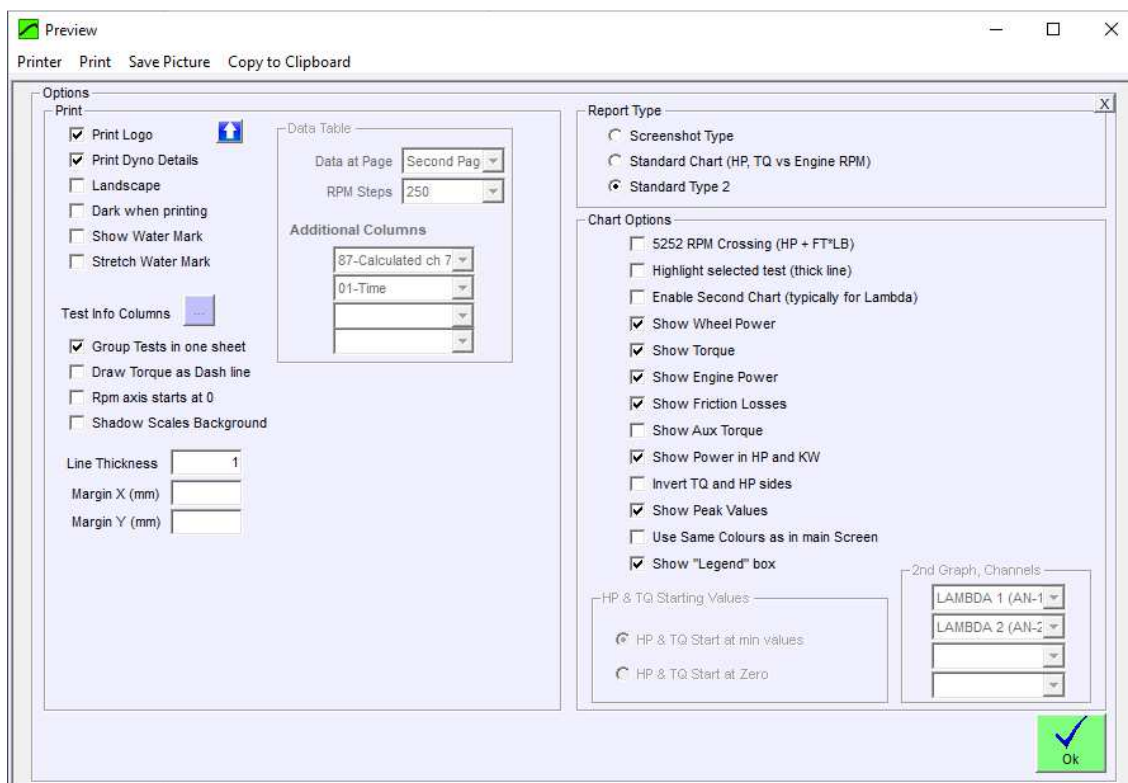 Preview
Printer Print Save Picture Copy to Clipboard
Options
X
Print
Print Logo
Print Dyno Details
Landscape
Dark when printing
Show Water Mark
Stretch Water Mark
Test Info Columns ...
Group Tests in one sheet
Draw Torque as Dash line
Rpm axis starts at 0
Shadow Scales Background
Line Thickness 1
Margin X (mm)
Margin Y (mm)
Data Table
Data at Page Second Pag
RPM Steps 250
Additional Columns
87-Calculated ch 7
01-Time
Report Type
Screenshot Type
Standard Chart (HP, TQ vs Engine RPM)
Standard Type 2
Chart Options
5252 RPM Crossing (HP + FT*LB)
Highlight selected test (thick line)
Enable Second Chart (typically for Lambda)
Show Wheel Power
Show Torque
Show Engine Power
Show Friction Losses
Show Aux Torque
Show Power in HP and KW
Invert TQ and HP sides
Show Peak Values
Use Same Colours as in main Screen
Show "Legend" box
HP & TQ Starting Values
HP & TQ Start at min values
HP & TQ Start at Zero
2nd Graph, Channels
LAMBDA 1 (AN-1
LAMBDA 2 (AN-2
Ok